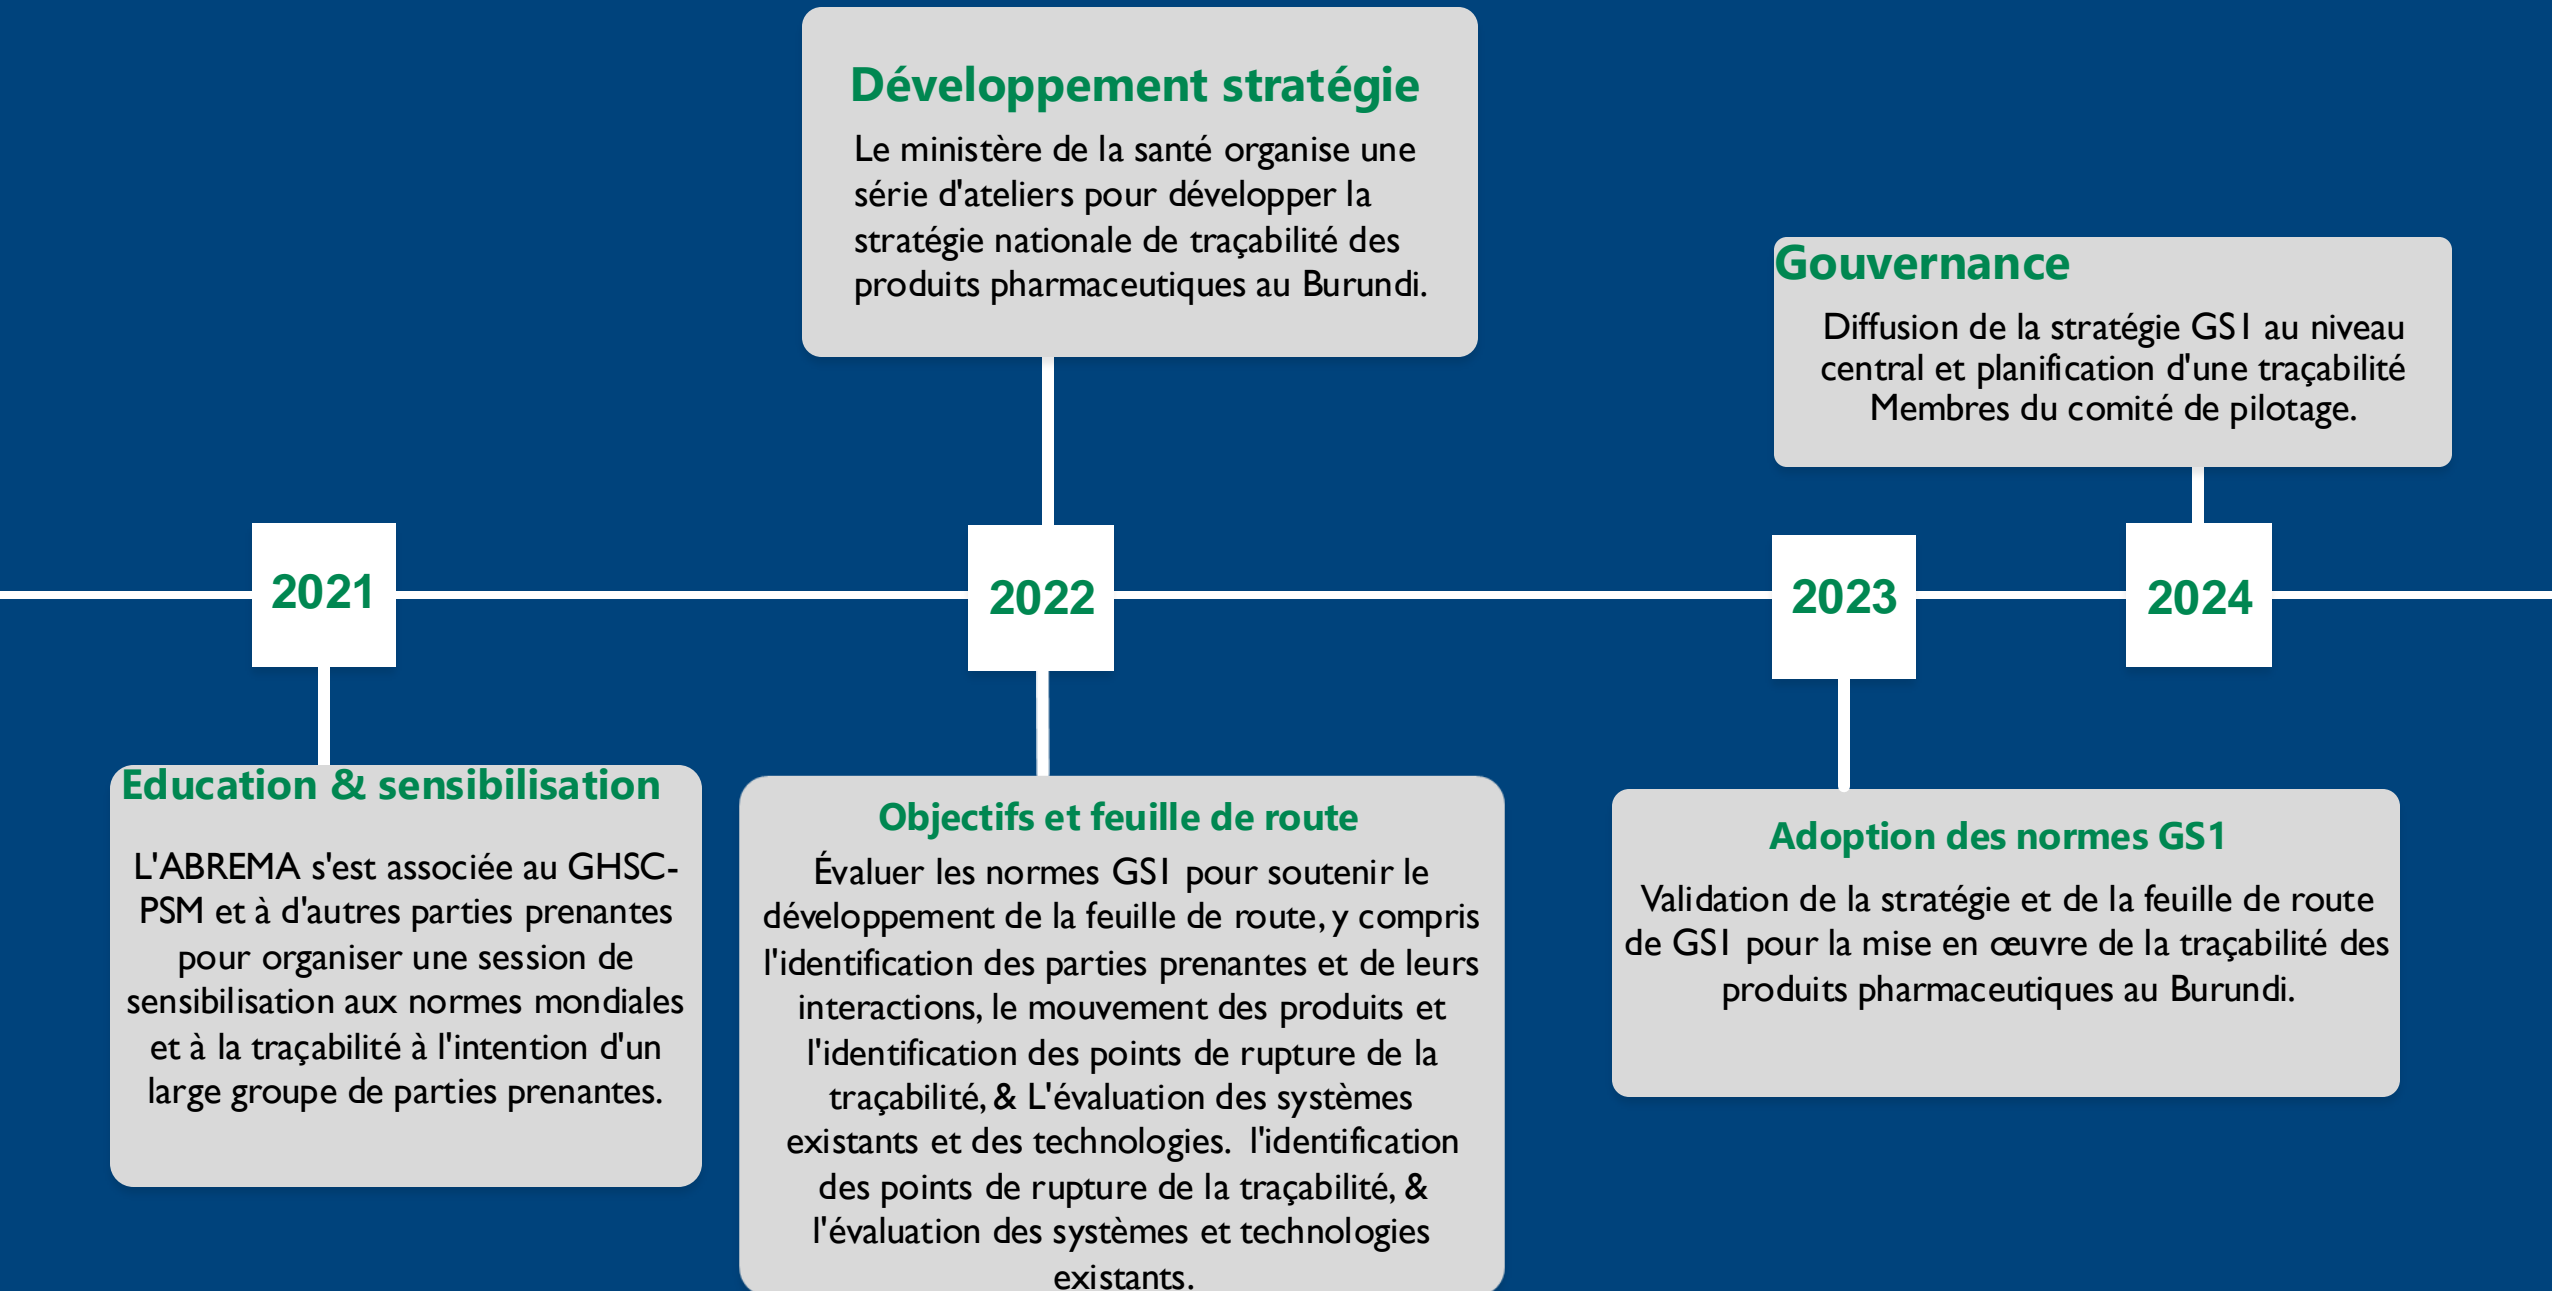 Développement stratégie
Le ministère de la santé organise une
série d'ateliers pour développer la
stratégie nationale de traçabilité des
produits pharmaceutiques au Burundi.
Gouvernance
Diffusion de la stratégie GS1 au niveau
central et planification d'une traçabilité
Membres du comité de pilotage.
2021
2022
2023
2024
Education & sensibilisation
L'ABREMA s'est associée au GHSC-
PSM et à d'autres parties prenantes
pour organiser une session de
sensibilisation aux normes mondiales
et à la traçabilité à l'intention d'un
large groupe de parties prenantes.
Objectifs et feuille de route
Évaluer les normes GS1 pour soutenir le
développement de la feuille de route, y compris
l'identification des parties prenantes et de leurs
interactions, le mouvement des produits et
l'identification des points de rupture de la
traçabilité, & L'évaluation des systèmes
existants et des technologies. l'identification
des points de rupture de la traçabilité, &
l'évaluation des systèmes et technologies
existants.
Adoption des normes GS1
Validation de la stratégie et de la feuille de route
de GS1 pour la mise en œuvre de la traçabilité des
produits pharmaceutiques au Burundi.